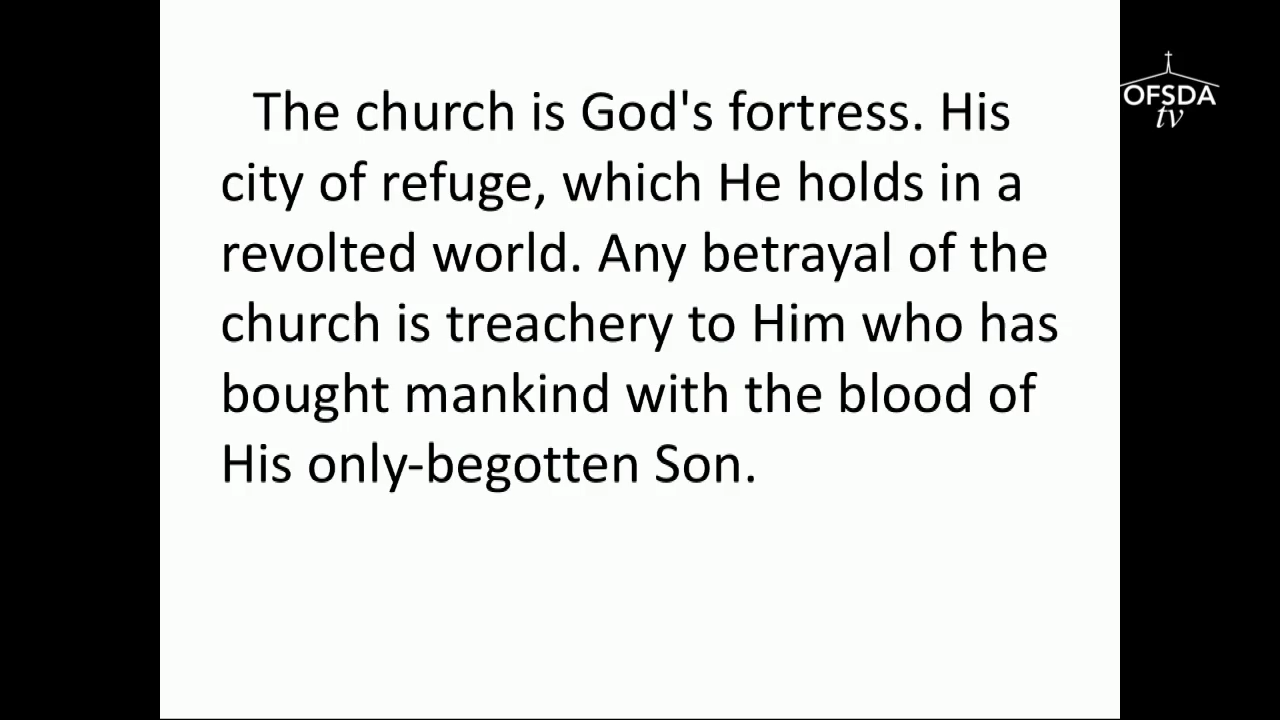 The church is God's fortress. His
city of refuge, which He holds in a
revolted world. Any betrayal of the
church is treachery to Him who has
bought mankind with the blood of
His only-begotten Son.
OFSDA
tv